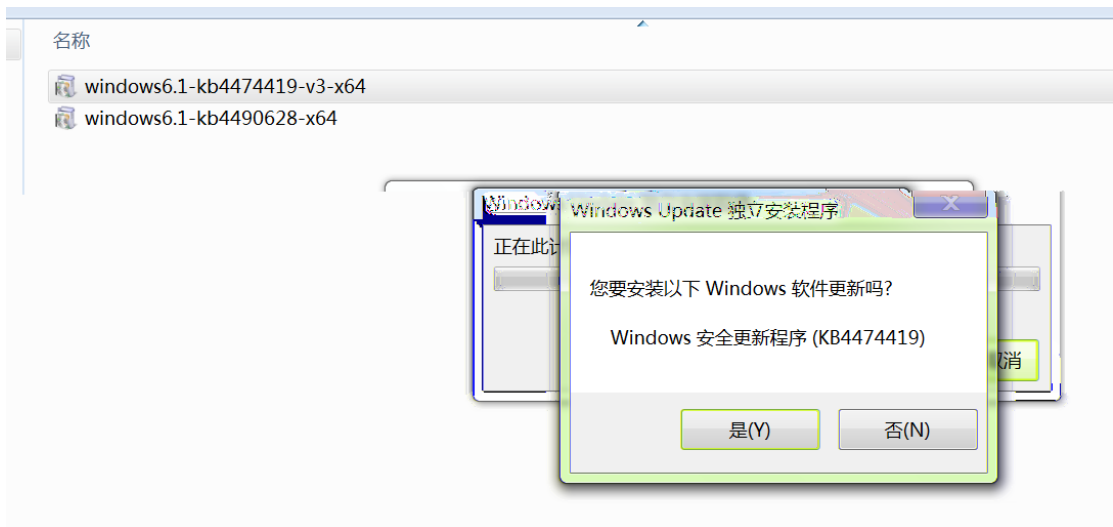 名称
windows6.1-kb4474419-v3-x64
windows6.1-kb4490628-x64
Window
Windows Update 独立安装程序
正在此计
您要安装以下 Windows 软件更新吗?
Windows 安全更新程序 (KB4474419)
取消
是(Y)
否(N)